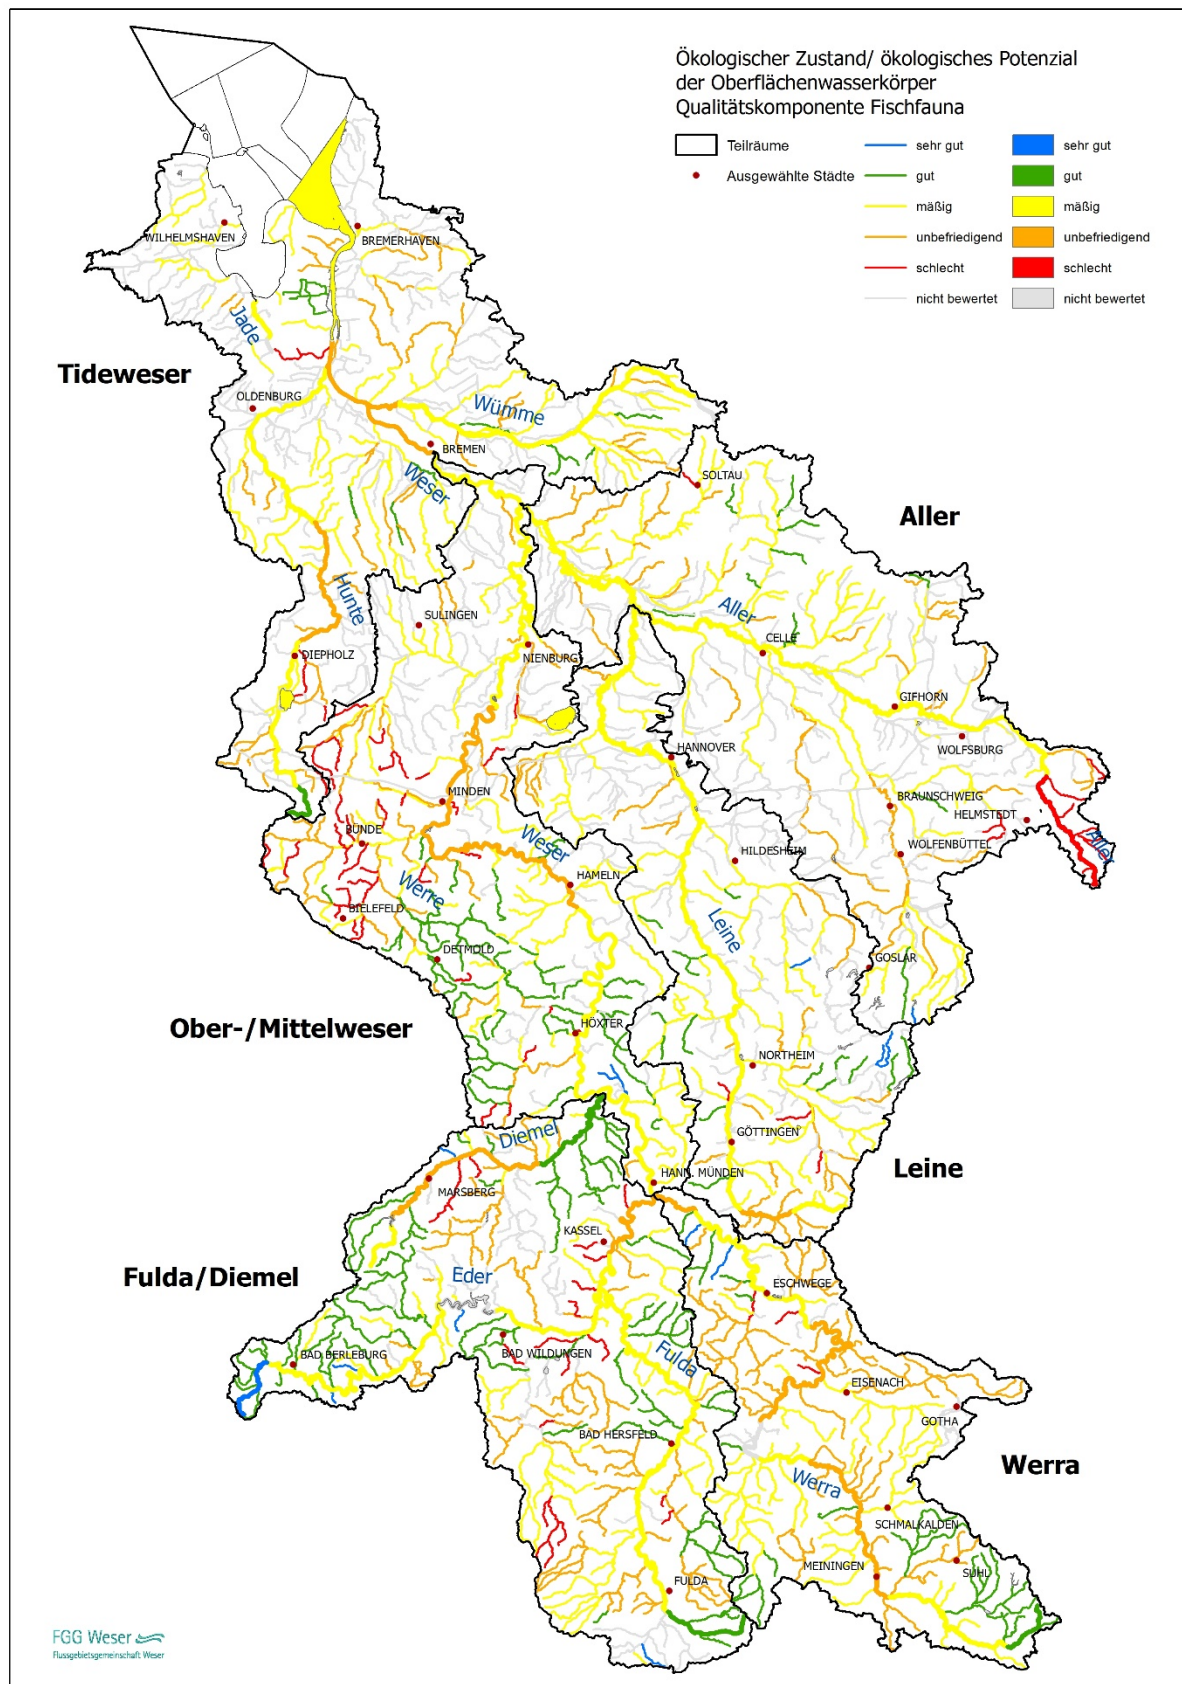 Ökologischer Zustand/ ökologisches Potenzial
der Oberflächenwasserkörper
Qualitätskomponente Fischfauna
Teilräume
Ausgewählte Städte
sehr gut
gut
mäßig
unbefriedigend
schlecht
nicht bewertet
sehr gut
gut
mäßig
unbefriedigend
schlecht
nicht bewertet
WILHELMSHAVEN
BREMERHAVEN
Jade
Tideweser
OLDENBURG
Wümme
BREMEN
Weser
SOLTAU
Aller
Hunte
SULINGEN
Aller
CELLE
DIEPHOLZ
NIENBURG
GIFHORN
WOLFSBURG
HANNOVER
MINDEN
BRAUNSCHWEIG
HELMSTEDT
BÜNDE
Weser
WOLFENBÜTTEL
Aller
HILDESHEIM
HAMELN
Werre
BIELEFELD
Leine
DETMOLD
GOSLAR
Ober-/Mittelweser
HÖXTER
NORTHEIM
Diemel
GÖTTINGEN
Leine
HANN. MÜNDEN
MARSBERG
KASSEL
Fulda/Diemel
Eder
ESCHWEGE
BAD BERLEBURG
BAD WILDUNGEN
Fulda
EISENACH
GOTHA
BAD HERSFELD
Werra
Werra
SCHMALKALDEN
MEININGEN
SUHL
FULDA
FGG Weser
Flussgebietsgemeinschaft Weser